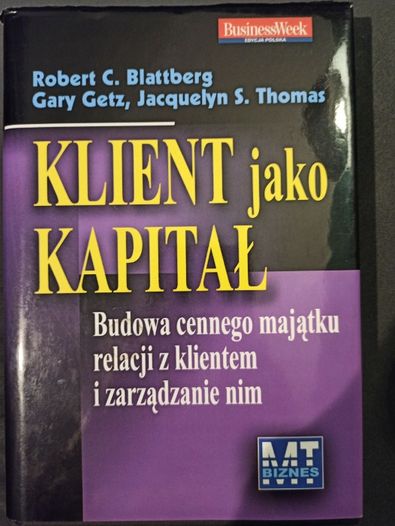 BusinessWeek
EDYCJA POLSKA
Robert C. Blattberg
Gary Getz, Jacquelyn S. Thomas
KLIENT jako
KAPITAŁ
Budowa cennego majątku
relacji z klientem
i zarządzanie nim
MT
BIZNES